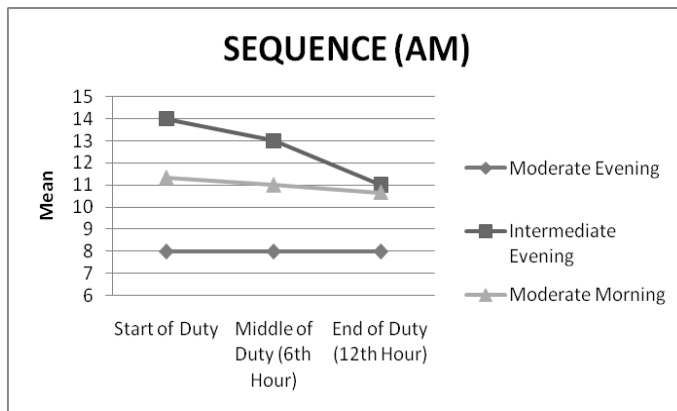 SEQUENCE (AM)
15
14
13
12
11
10
9
8
7
6
Mean
Start of Duty
Middle of
Duty (6th
Hour)
End of Duty
(12th Hour)
Moderate Evening
Intermediate
Evening
Moderate Morning